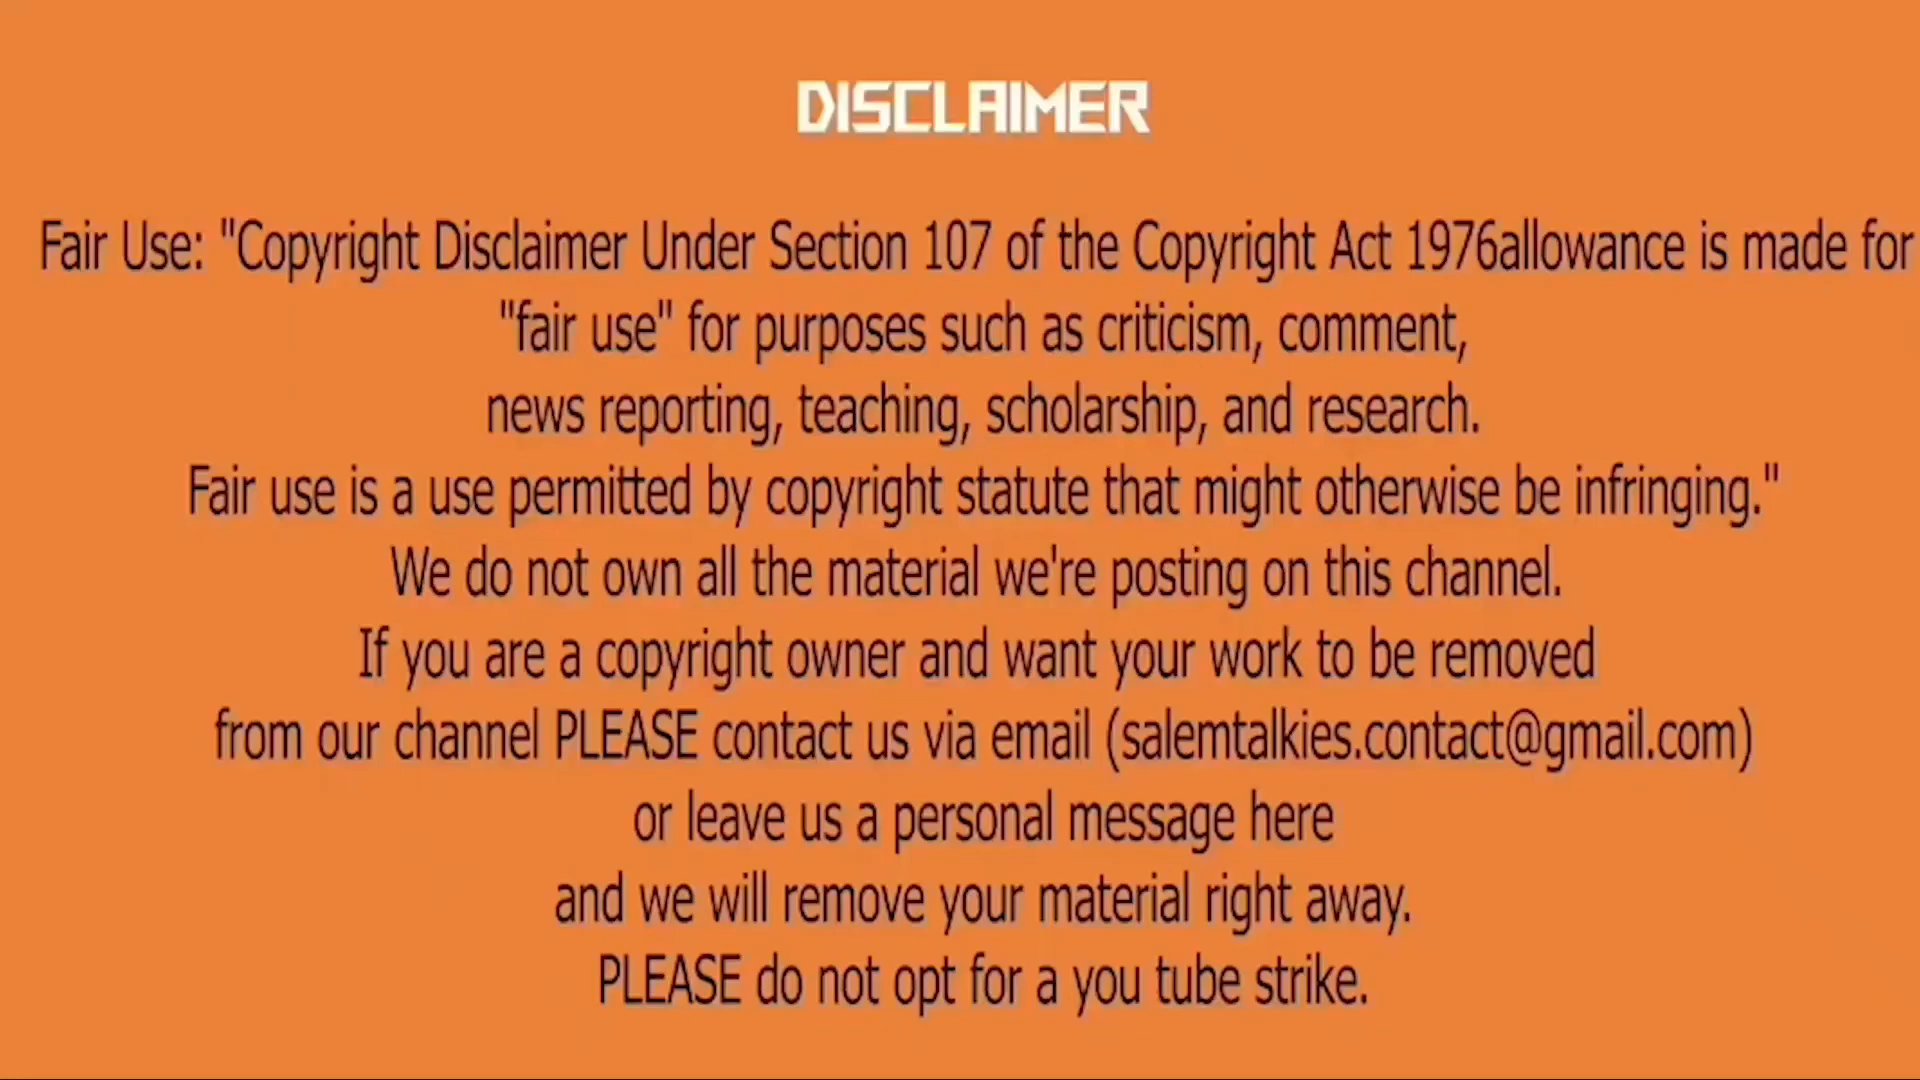 DISCLAIMER
Fair Use: "Copyright Disclaimer Under Section 107 of the Copyright Act 1976allowance is made for
"fair use" for purposes such as criticism, comment,
news reporting, teaching, scholarship, and research.
Fair use is a use permitted by copyright statute that might otherwise be infringing."
We do not own all the material we're posting on this channel.
If you are a copyright owner and want your work to be removed
from our channel PLEASE contact us via email (salemtalkies.contact@gmail.com)
or leave us a personal message here
and we will remove your material right away.
PLEASE do not opt for a you tube strike.